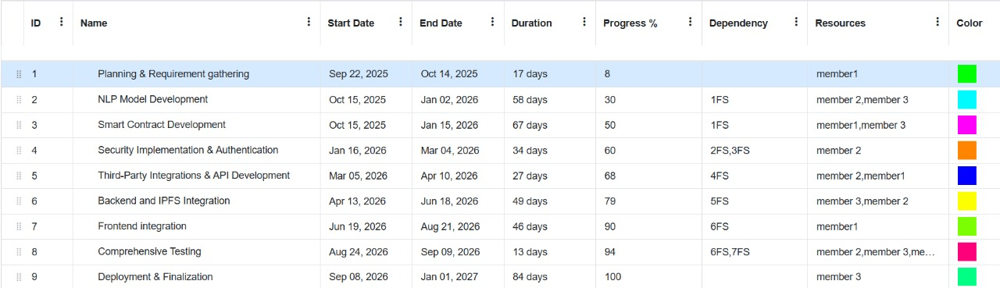 ID Name Start Date End Date Duration Progress % Dependency Resources Color
1 Planning & Requirement gathering Sep 22, 2025 Oct 14, 2025 17 days 8 member1
2 NLP Model Development Oct 15, 2025 Jan 02, 2026 58 days 30 1FS member 2,member 3
3 Smart Contract Development Oct 15, 2025 Jan 15, 2026 67 days 50 1FS member1,member 3
4 Security Implementation & Authentication Jan 16, 2026 Mar 04, 2026 34 days 60 2FS,3FS member 2
5 Third-Party Integrations & API Development Mar 05, 2026 Apr 10, 2026 27 days 68 4FS member 2,member1
6 Backend and IPFS Integration Apr 13, 2026 Jun 18, 2026 49 days 79 5FS member 3,member 2
7 Frontend integration Jun 19, 2026 Aug 21, 2026 46 days 90 6FS member1
8 Comprehensive Testing Aug 24, 2026 Sep 09, 2026 13 days 94 6FS,7FS member 2,member 3,me...
9 Deployment & Finalization Sep 08, 2026 Jan 01, 2027 84 days 100 member 3